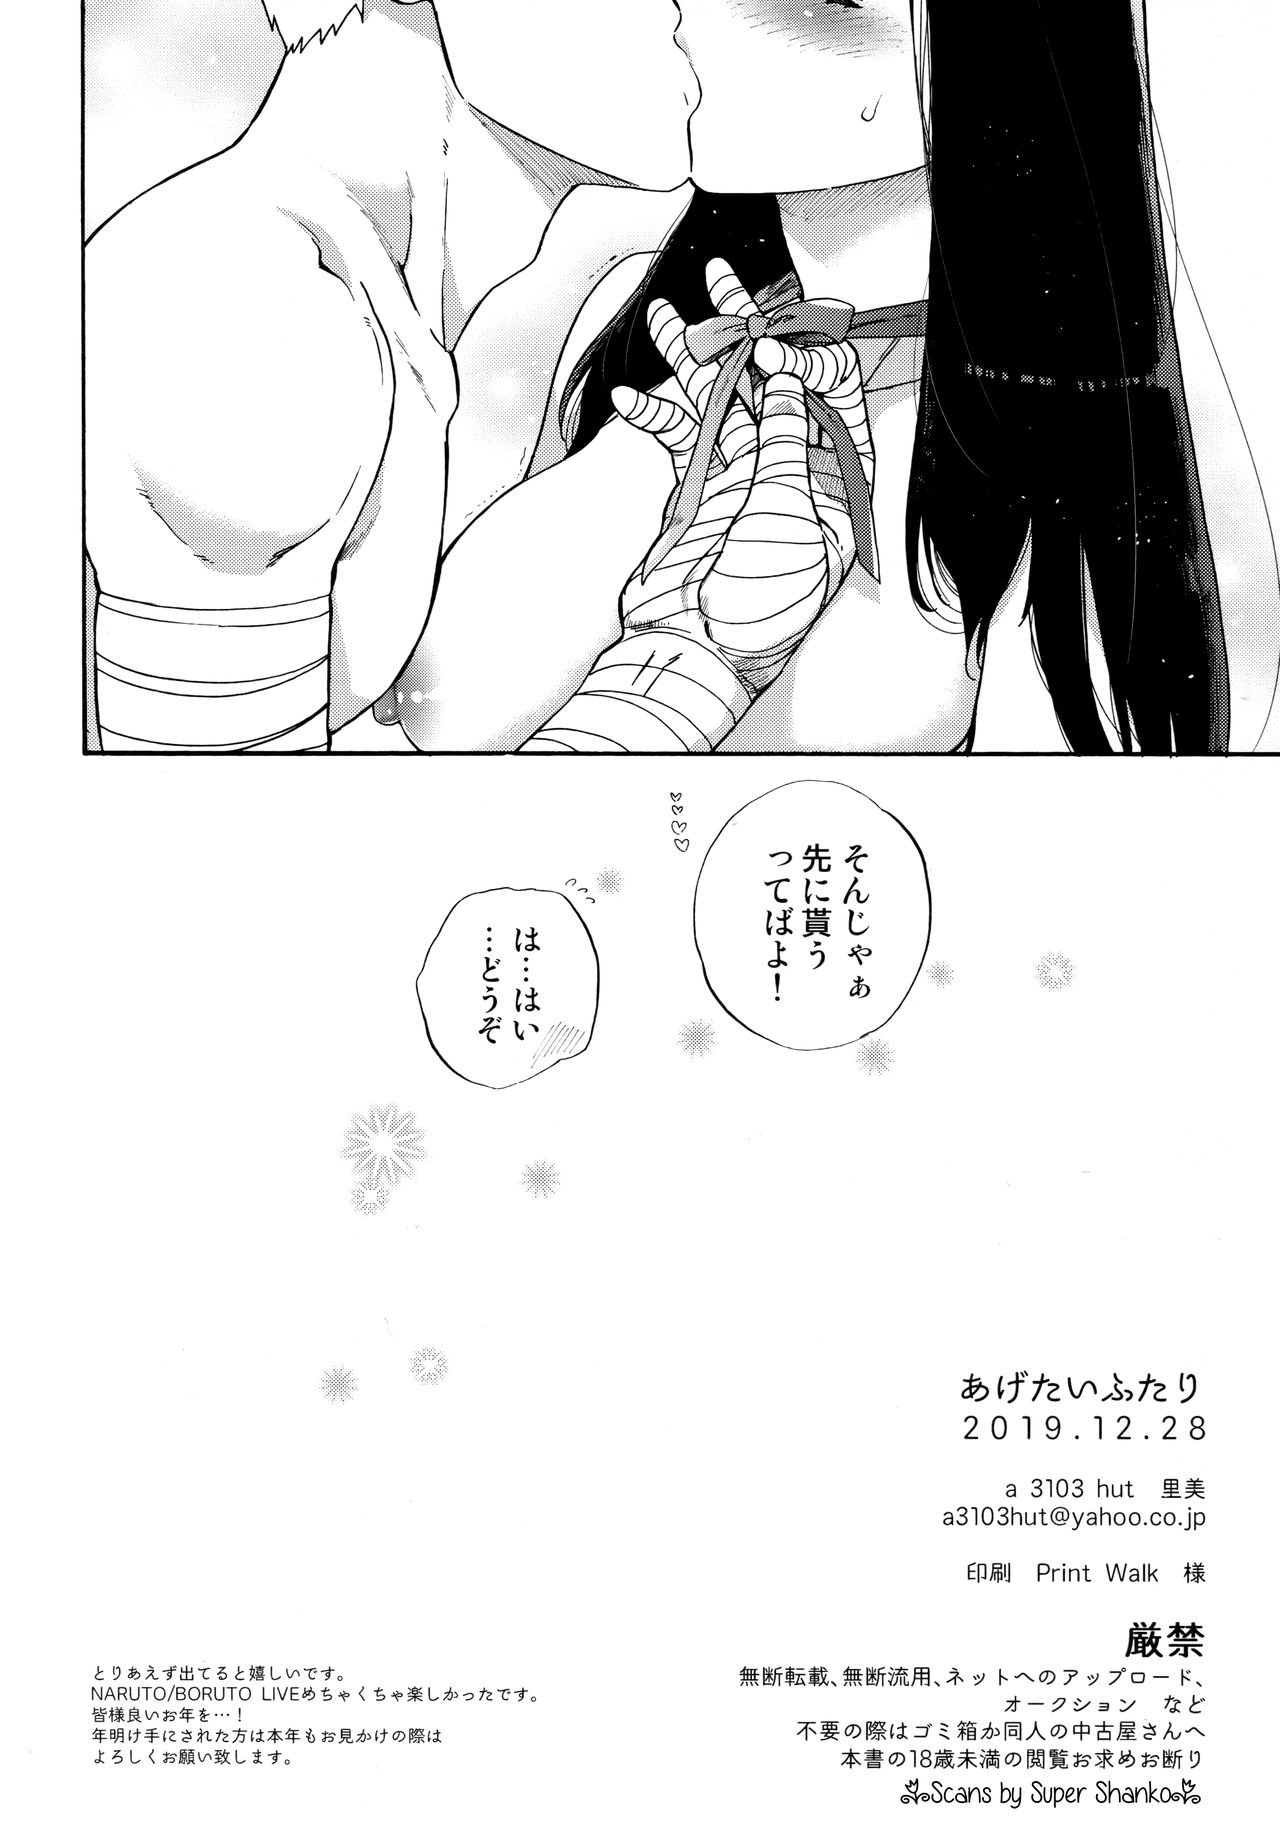 そんじゃぁ
先に貰う
ってばよ!
は…はい
…どうぞ
あげたいふたり
2019.12.28
a 3103 hut 里美
a3103hut@yahoo.co.jp
印刷 Print Walk 様
厳禁
無断転載、無断流用、ネットへのアップロード、
オークション など
不要の際はゴミ箱か同人の中古屋さんへ
本書の18歳未満の閲覧お求めお断り
Scans by Super Shanko
とりあえず出てると嬉しいです。
NARUTO/BORUTO LIVEめちゃくちゃ楽しかったです。
皆様良いお年を…!
年明け手にされた方は本年もお見かけの際は
よろしくお願い致します。